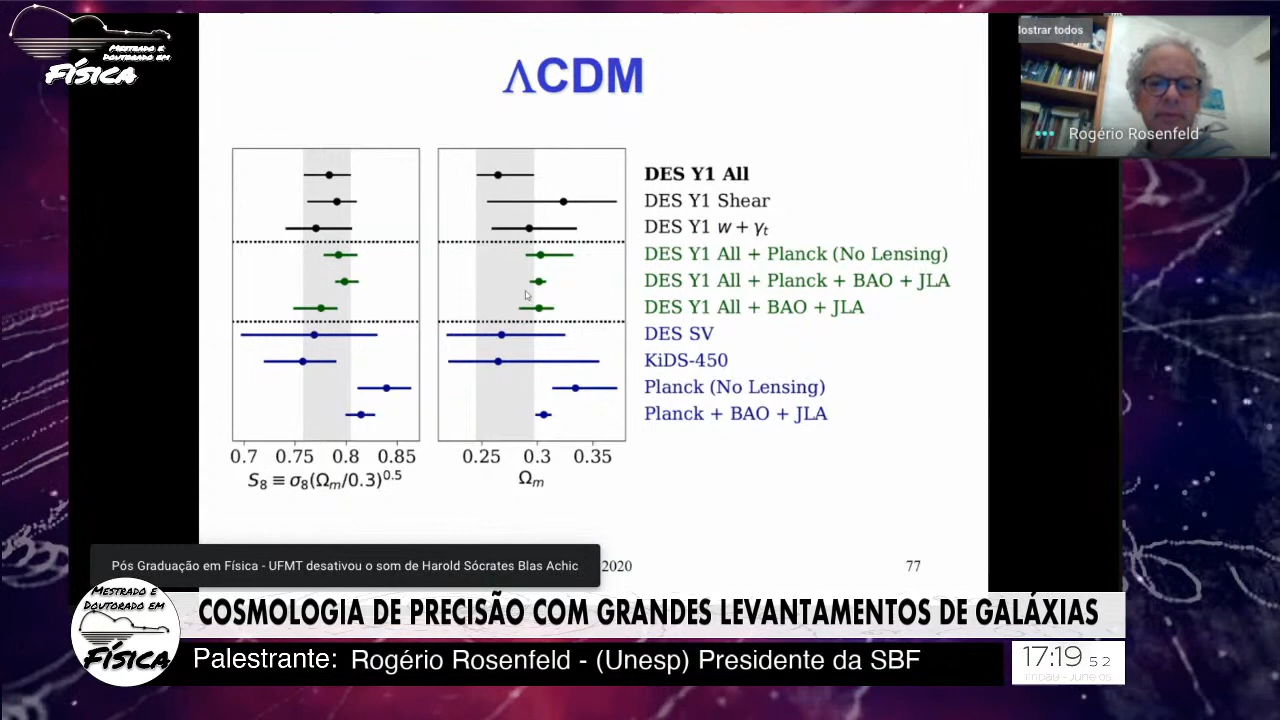 MESTRADO E
DOUTORADO EM
FÍSICA
ΛCDM
ostrar todos
Rogério Rosenfeld
DES Y1 All
DES Y1 Shear
DES Y1 w + γt
DES Y1 All + Planck (No Lensing)
DES Y1 All + Planck + BAO + JLA
DES Y1 All + BAO + JLA
DES SV
KiDS-450
Planck (No Lensing)
Planck + BAO + JLA
0.7 0.75 0.8 0.85
0.25 0.3 0.35
S8 ≡ σ8(Ωm/0.3)^0.5
Ωm
Pós Graduação em Física - UFMT desativou o som de Harold Sócrates Blas Achic
2020
77
MESTRADO E
DOUTORADO EM
FÍSICA
COSMOLOGIA DE PRECISÃO COM GRANDES LEVANTAMENTOS DE GALÁXIAS
Palestrante: Rogério Rosenfeld - (Unesp) Presidente da SBF
17:19 52
Friday - June 05